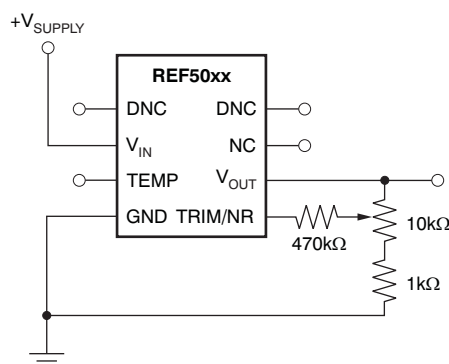 +V_SUPPLY
REF50xx
DNC DNC
V_IN NC
TEMP V_OUT
GND TRIM/NR
470kΩ
10kΩ
1kΩ